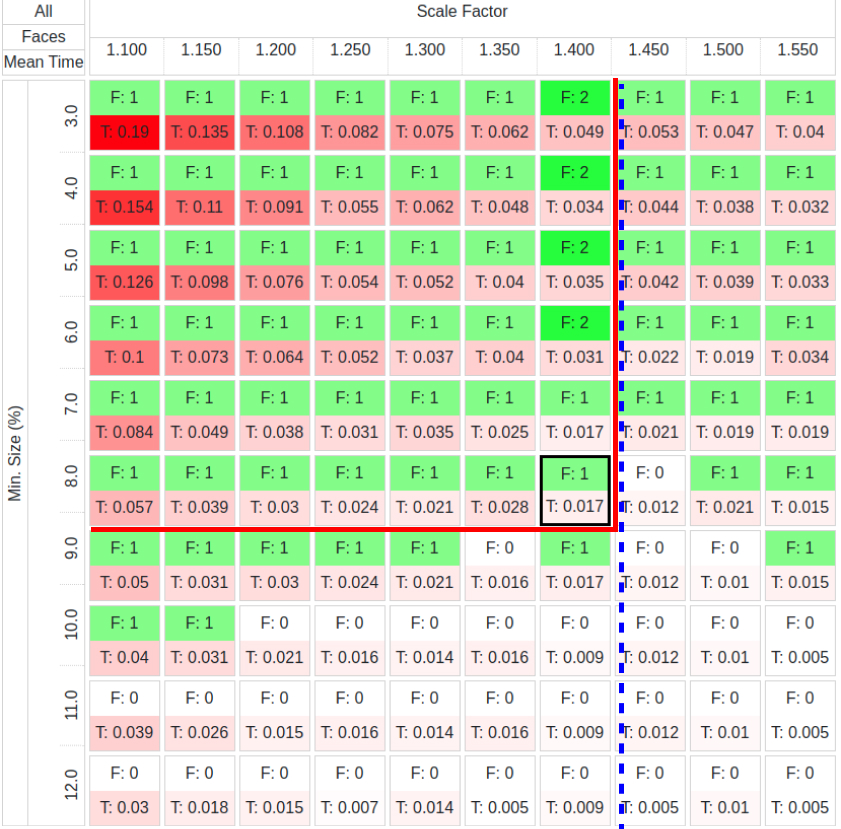 All
Scale Factor
Faces
Mean Time
1.100 1.150 1.200 1.250 1.300 1.350 1.400 1.450 1.500 1.550
Min. Size (%)
3.0
F: 1 F: 1 F: 1 F: 1 F: 1 F: 1 F: 2 F: 1 F: 1 F: 1
T: 0.19 T: 0.135 T: 0.108 T: 0.082 T: 0.075 T: 0.062 T: 0.049 T: 0.053 T: 0.047 T: 0.04
4.0
F: 1 F: 1 F: 1 F: 1 F: 1 F: 1 F: 2 F: 1 F: 1 F: 1
T: 0.154 T: 0.11 T: 0.091 T: 0.055 T: 0.062 T: 0.048 T: 0.034 T: 0.044 T: 0.038 T: 0.032
5.0
F: 1 F: 1 F: 1 F: 1 F: 1 F: 1 F: 2 F: 1 F: 1 F: 1
T: 0.126 T: 0.098 T: 0.076 T: 0.054 T: 0.052 T: 0.04 T: 0.035 T: 0.042 T: 0.039 T: 0.033
6.0
F: 1 F: 1 F: 1 F: 1 F: 1 F: 1 F: 2 F: 1 F: 1 F: 1
T: 0.1 T: 0.073 T: 0.064 T: 0.052 T: 0.037 T: 0.04 T: 0.031 T: 0.022 T: 0.019 T: 0.034
7.0
F: 1 F: 1 F: 1 F: 1 F: 1 F: 1 F: 1 F: 1 F: 1 F: 1
T: 0.084 T: 0.049 T: 0.038 T: 0.031 T: 0.035 T: 0.025 T: 0.017 T: 0.021 T: 0.019 T: 0.019
8.0
F: 1 F: 1 F: 1 F: 1 F: 1 F: 1 F: 1 F: 0 F: 1 F: 1
T: 0.057 T: 0.039 T: 0.03 T: 0.024 T: 0.021 T: 0.028 T: 0.017 T: 0.012 T: 0.021 T: 0.015
9.0
F: 1 F: 1 F: 1 F: 1 F: 1 F: 0 F: 1 F: 0 F: 0 F: 1
T: 0.05 T: 0.031 T: 0.03 T: 0.024 T: 0.021 T: 0.016 T: 0.017 T: 0.012 T: 0.01 T: 0.015
10.0
F: 1 F: 1 F: 0 F: 0 F: 0 F: 0 F: 0 F: 0 F: 0 F: 0
T: 0.04 T: 0.031 T: 0.021 T: 0.016 T: 0.014 T: 0.016 T: 0.009 T: 0.012 T: 0.01 T: 0.005
11.0
F: 0 F: 0 F: 0 F: 0 F: 0 F: 0 F: 0 F: 0 F: 0 F: 0
T: 0.039 T: 0.026 T: 0.015 T: 0.016 T: 0.014 T: 0.016 T: 0.009 T: 0.012 T: 0.01 T: 0.005
12.0
F: 0 F: 0 F: 0 F: 0 F: 0 F: 0 F: 0 F: 0 F: 0 F: 0
T: 0.03 T: 0.018 T: 0.015 T: 0.007 T: 0.014 T: 0.005 T: 0.009 T: 0.005 T: 0.01 T: 0.005